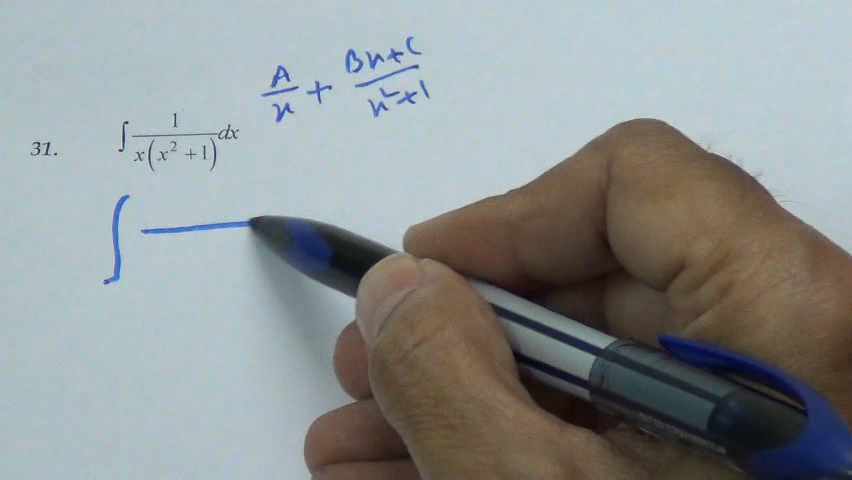 A/x + Bx+C/x²+1
31. ∫ 1/x(x² +1) dx
∫